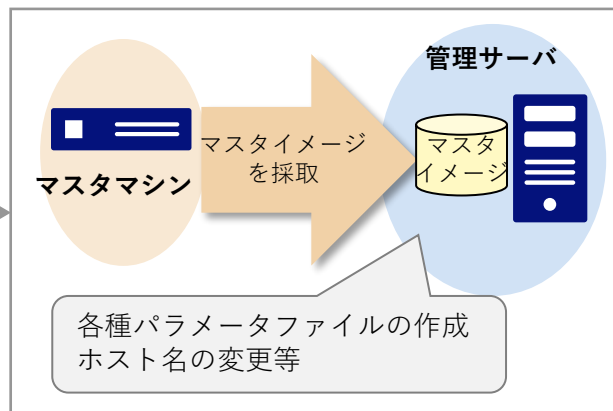 管理サーバ
マスタマシン
マスタイメージ
を採取
マスタ
イメージ
各種パラメータファイルの作成
ホスト名の変更等